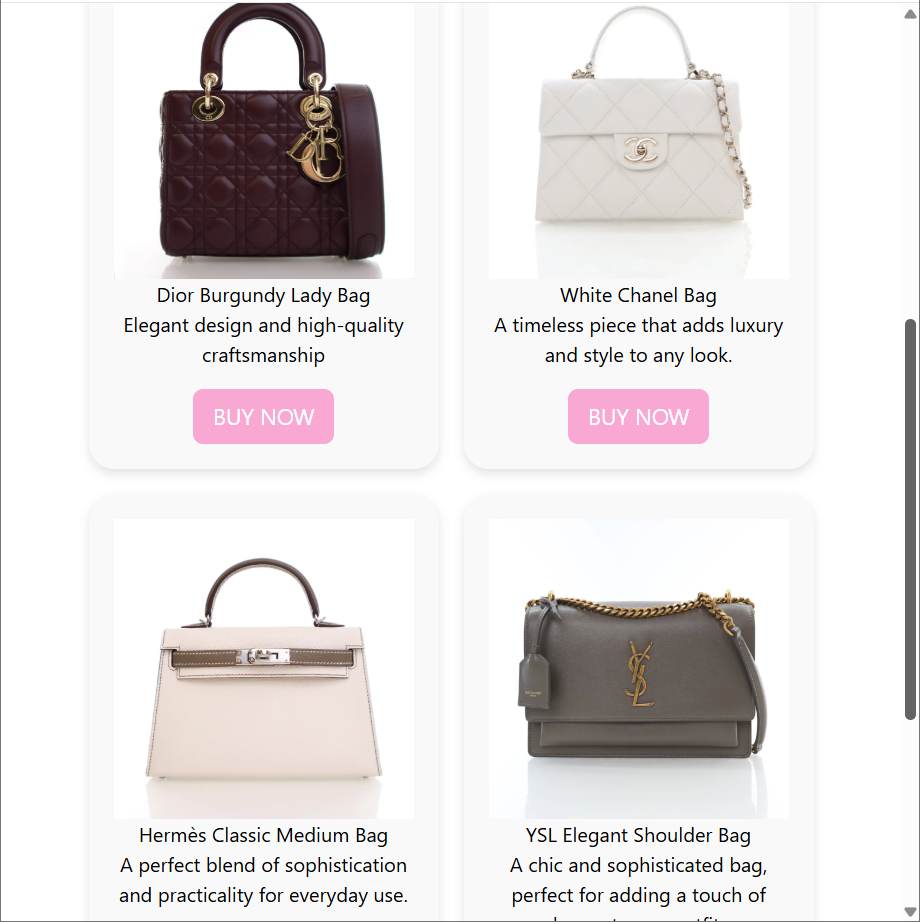 Dior Burgundy Lady Bag
Elegant design and high-quality
craftsmanship
BUY NOW
White Chanel Bag
A timeless piece that adds luxury
and style to any look.
BUY NOW
Hermès Classic Medium Bag
A perfect blend of sophistication
and practicality for everyday use.
YSL
YSL Elegant Shoulder Bag
A chic and sophisticated bag,
perfect for adding a touch of